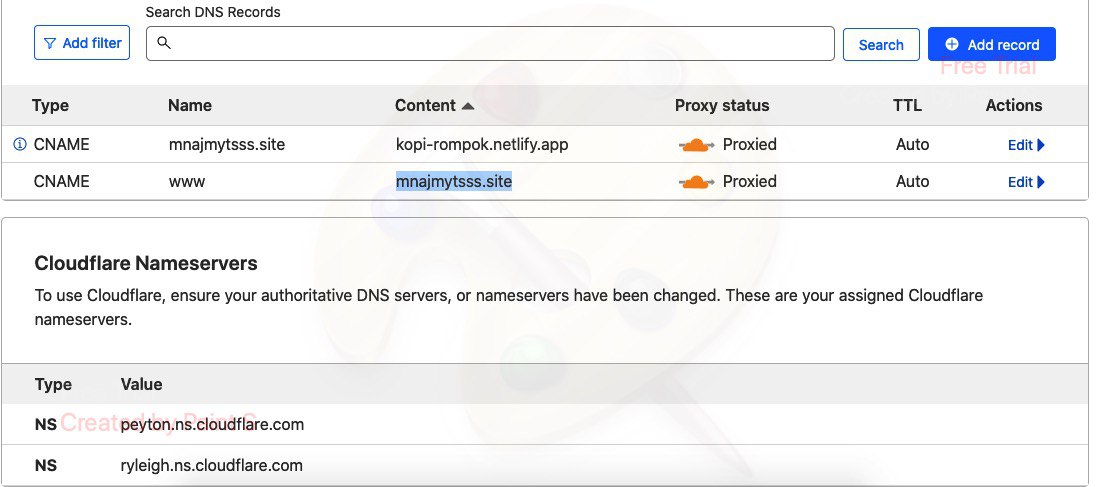 Search DNS Records
Add filter
Search
Add record
Free Trial
Type Name Content Proxy status TTL Actions
CNAME mnajmytsss.site kopi-rompok.netlify.app Proxied Auto Edit
CNAME www mnajmytsss.site Proxied Auto Edit
Cloudflare Nameservers
To use Cloudflare, ensure your authoritative DNS servers, or nameservers have been changed. These are your assigned Cloudflare
nameservers.
Type Value
Created by Paint S
NS peyton.ns.cloudflare.com
NS ryleigh.ns.cloudflare.com